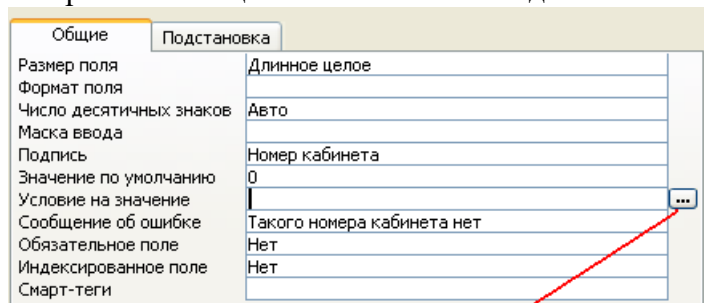 Общие Подстановка
Размер поля Длинное целое
Формат поля
Число десятичных знаков Авто
Маска ввода
Подпись Номер кабинета
Значение по умолчанию 0
Условие на значение ...
Сообщение об ошибке Такого номера кабинета нет
Обязательное поле Нет
Индексированное поле Нет
Смарт-теги